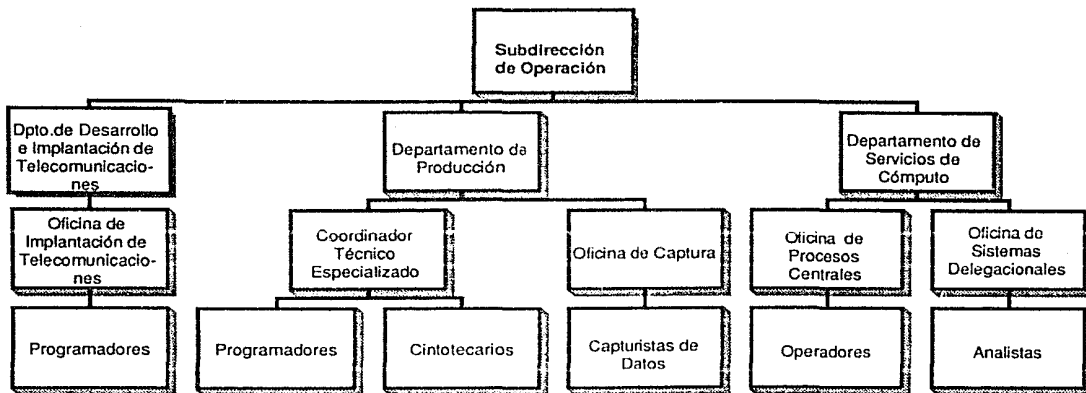 Subdirección
de Operación
Dpto.de Desarrollo
e Implantación de
Telecomunicacio-
nes
Departamento de
Producción
Departamento de
Servicios de
Cómputo
Oficina de
Implantación de
Telecomunicacio-
nes
Coordinador
Técnico
Especializado
Oficina de Captura
Oficina de
Procesos
Centrales
Oficina de
Sistemas
Delegacionales
Programadores
Programadores
Cintotecarios
Capturistas de
Datos
Operadores
Analistas